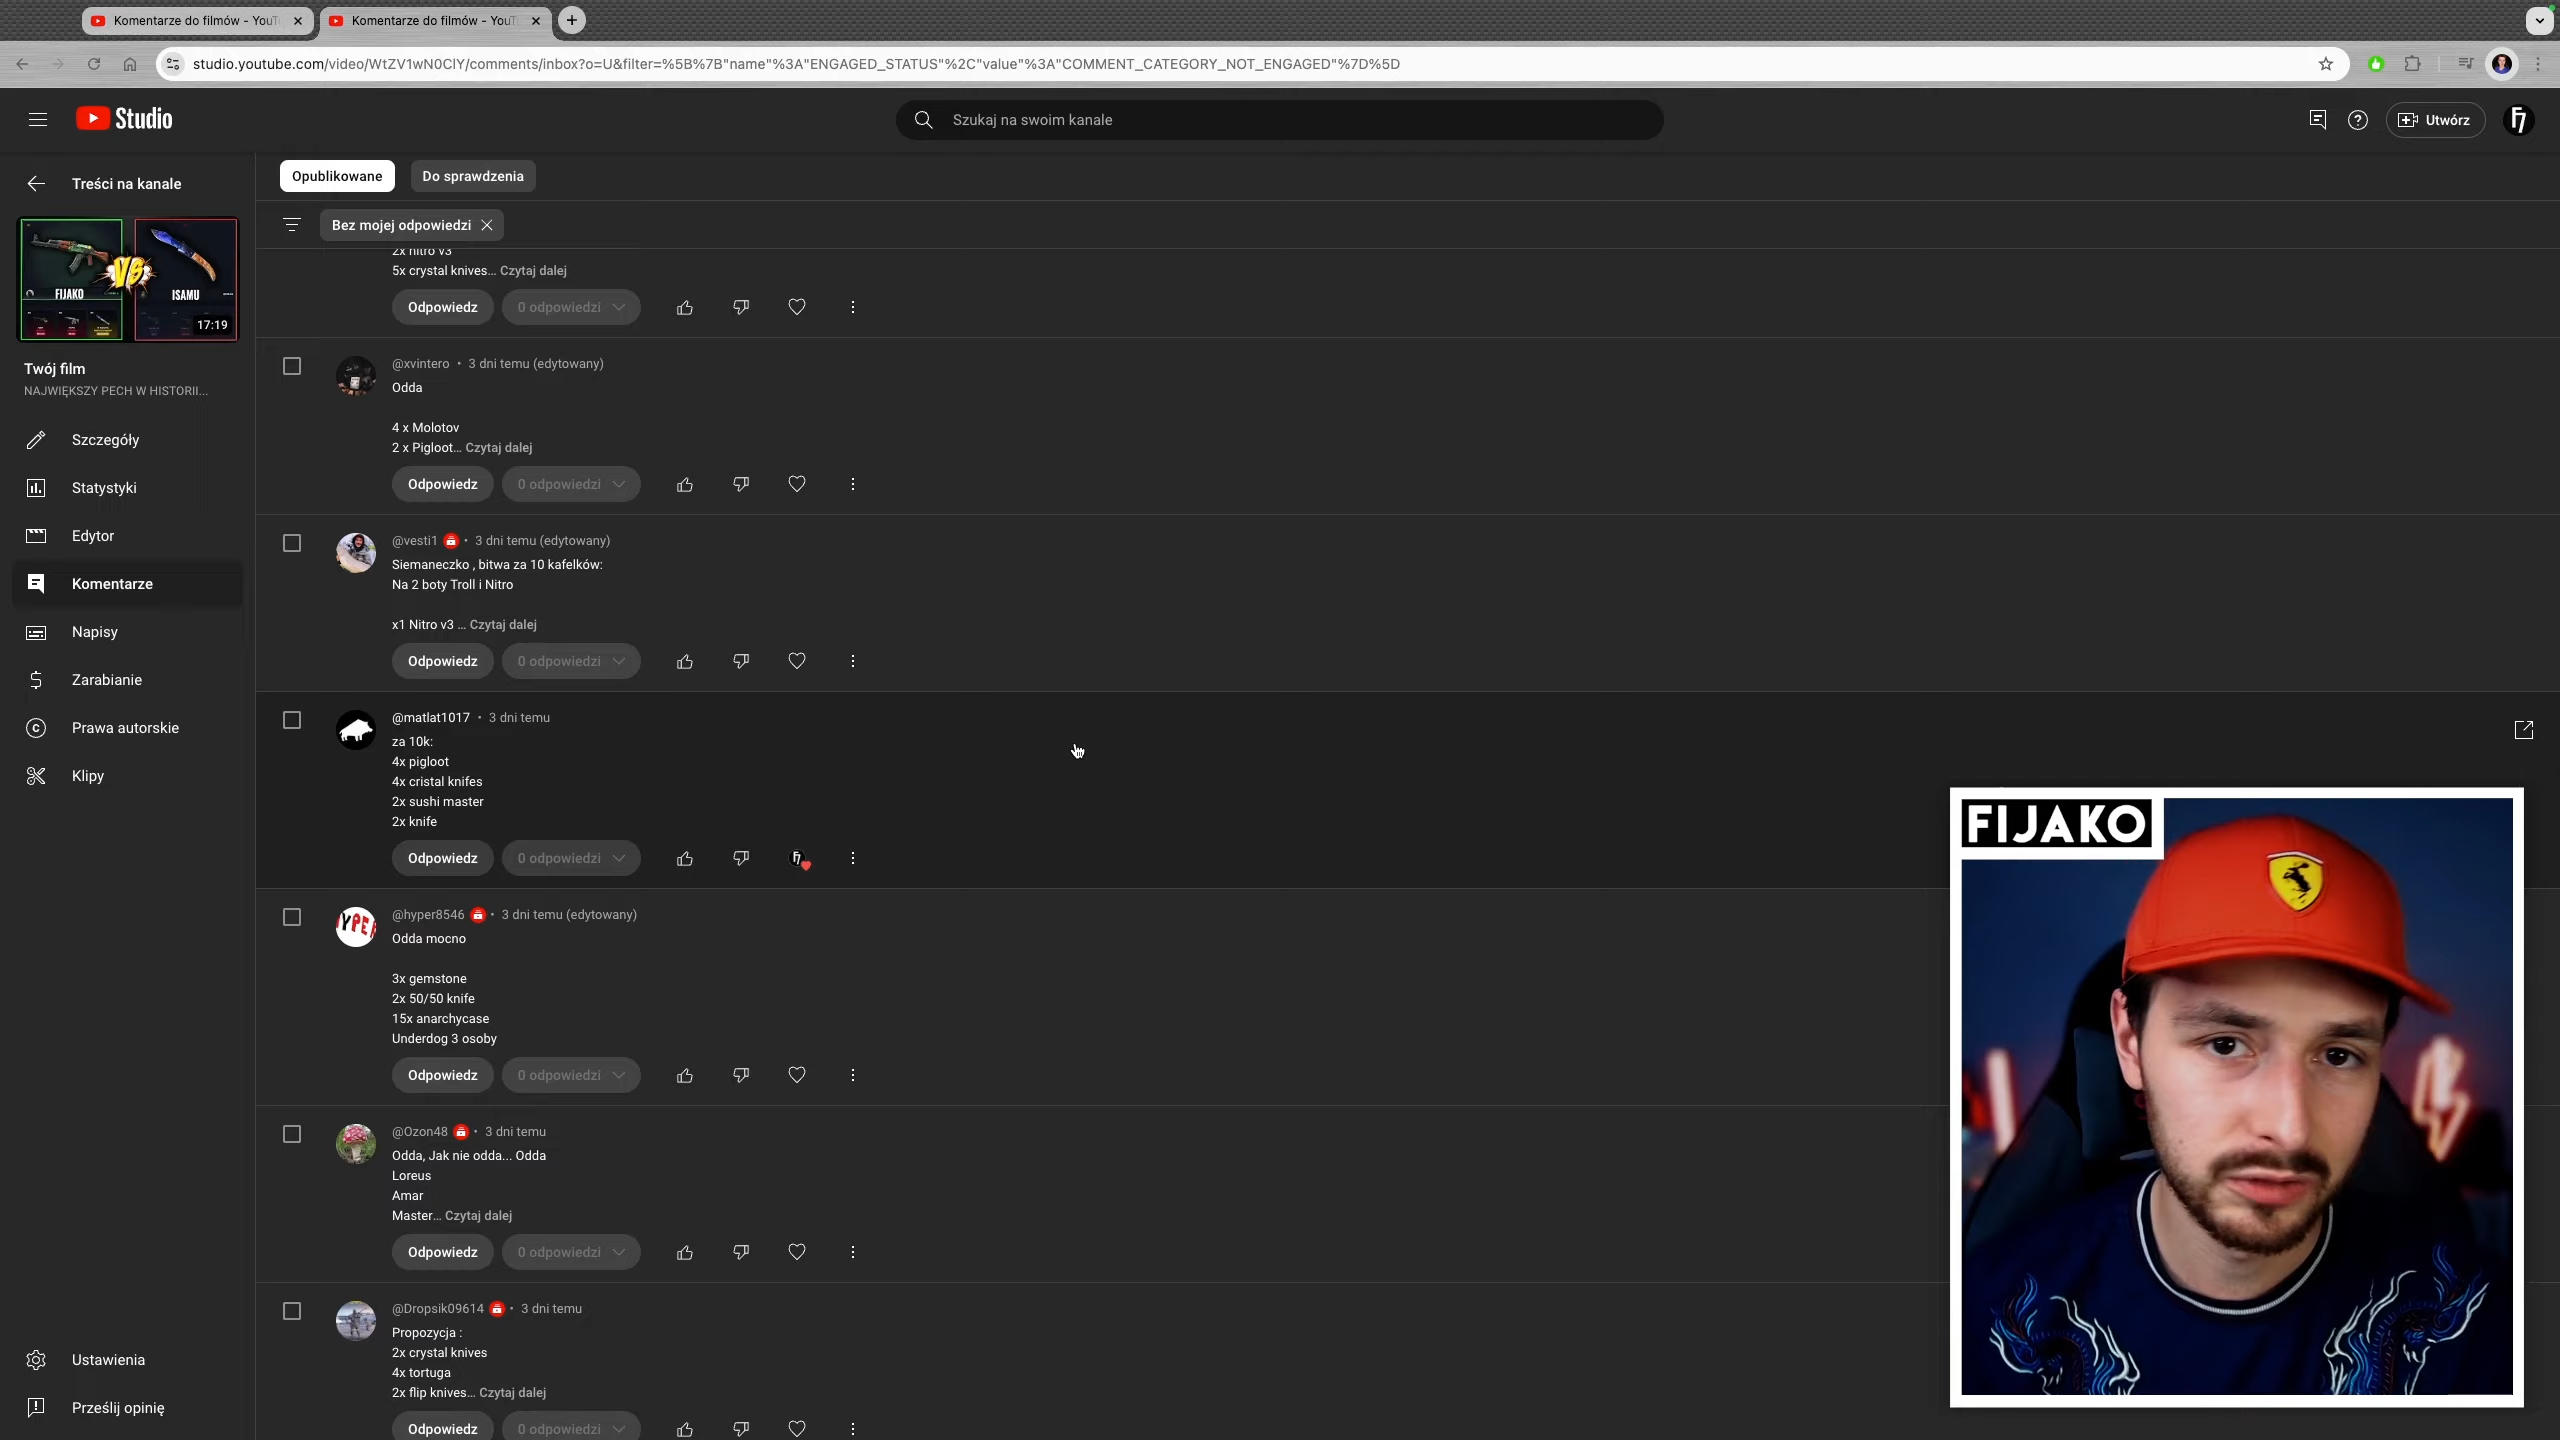 Komentarze do filmów - YouT
Komentarze do filmów - YouT
studio.youtube.com/video/WtZV1wN0ClY/comments/inbox?o=U&filter=%5B%7B"name"%3A"ENGAGED_STATUS"%2C"value"%3A"COMMENT_CATEGORY_NOT_ENGAGED"%7D%5D
Studio
Szukaj na swoim kanale
Utwórz
Treści na kanale
FIJAKO
VS
ISAMU
17:19
Twój film
NAJWIĘKSZY PECH W HISTORII...
Szczegóły
Statystyki
Edytor
Komentarze
Napisy
Zarabianie
Prawa autorskie
Klipy
Ustawienia
Prześlij opinię
Opublikowane
Do sprawdzenia
Bez mojej odpowiedzi
2x nitro v3
5x crystal knives... Czytaj dalej
Odpowiedz
0 odpowiedzi
@xvintero • 3 dni temu (edytowany)
Odda
4 x Molotov
2 x Pigloot... Czytaj dalej
Odpowiedz
0 odpowiedzi
@vesti1 • 3 dni temu (edytowany)
Siemaneczko , bitwa za 10 kafelków:
Na 2 boty Troll i Nitro
x1 Nitro v3 ... Czytaj dalej
Odpowiedz
0 odpowiedzi
@matlat1017 • 3 dni temu
za 10k:
4x pigloot
4x cristal knifes
2x sushi master
2x knife
Odpowiedz
0 odpowiedzi
@hyper8546 • 3 dni temu (edytowany)
Odda mocno
3x gemstone
2x 50/50 knife
15x anarchycase
Underdog 3 osoby
Odpowiedz
0 odpowiedzi
@Ozon48 • 3 dni temu
Odda, Jak nie odda... Odda
Loreus
Amar
Master... Czytaj dalej
Odpowiedz
0 odpowiedzi
@Dropsik09614 • 3 dni temu
Propozycja :
2x crystal knives
4x tortuga
2x flip knives... Czytaj dalej
Odpowiedz
0 odpowiedzi
FIJAKO